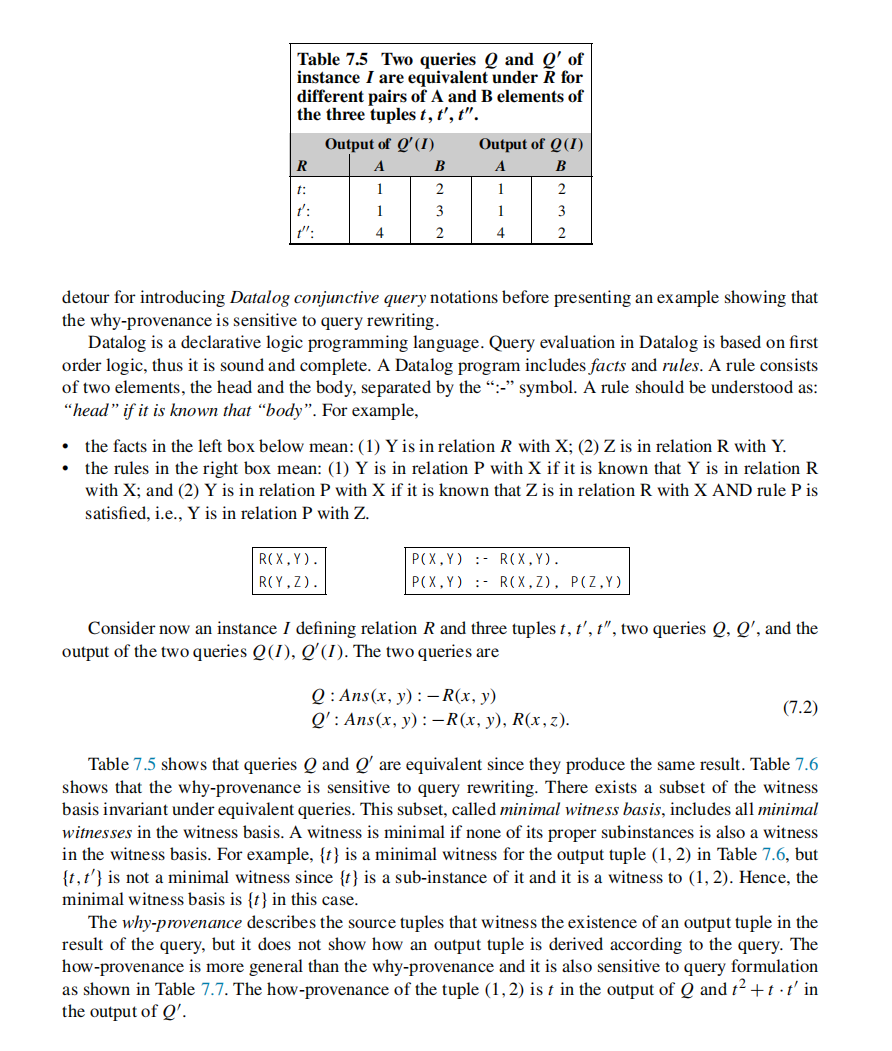 Table 7.5 Two queries Q and Q′ of
instance I are equivalent under R for
different pairs of A and B elements of
the three tuples t, t′, t″.
Output of Q′(I) Output of Q(I)
R A B A B
t: 1 2 1 2
t′: 1 3 1 3
t″: 4 2 4 2
detour for introducing Datalog conjunctive query notations before presenting an example showing that
the why-provenance is sensitive to query rewriting.
Datalog is a declarative logic programming language. Query evaluation in Datalog is based on first
order logic, thus it is sound and complete. A Datalog program includes facts and rules. A rule consists
of two elements, the head and the body, separated by the “:-” symbol. A rule should be understood as:
“head” if it is known that “body”. For example,
• the facts in the left box below mean: (1) Y is in relation R with X; (2) Z is in relation R with Y.
• the rules in the right box mean: (1) Y is in relation P with X if it is known that Y is in relation R
with X; and (2) Y is in relation P with X if it is known that Z is in relation R with X AND rule P is
satisfied, i.e., Y is in relation P with Z.
R(X,Y). P(X,Y) :- R(X,Y).
R(Y,Z). P(X,Y) :- R(X,Z), P(Z,Y)
Consider now an instance I defining relation R and three tuples t, t′, t″, two queries Q, Q′, and the
output of the two queries Q(I), Q′(I). The two queries are
Q : Ans(x, y) : −R(x, y)
Q′ : Ans(x, y) : −R(x, y), R(x, z). (7.2)
Table 7.5 shows that queries Q and Q′ are equivalent since they produce the same result. Table 7.6
shows that the why-provenance is sensitive to query rewriting. There exists a subset of the witness
basis invariant under equivalent queries. This subset, called minimal witness basis, includes all minimal
witnesses in the witness basis. A witness is minimal if none of its proper subinstances is also a witness
in the witness basis. For example, {t} is a minimal witness for the output tuple (1, 2) in Table 7.6, but
{t, t′} is not a minimal witness since {t} is a sub-instance of it and it is a witness to (1, 2). Hence, the
minimal witness basis is {t} in this case.
The why-provenance describes the source tuples that witness the existence of an output tuple in the
result of the query, but it does not show how an output tuple is derived according to the query. The
how-provenance is more general than the why-provenance and it is also sensitive to query formulation
as shown in Table 7.7. The how-provenance of the tuple (1, 2) is t in the output of Q and t² + t · t′ in
the output of Q′.